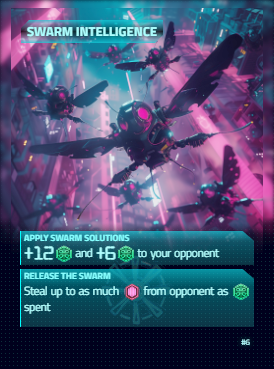 SWARM INTELLIGENCE
APPLY SWARM SOLUTIONS
+12 and +6 to your opponent
RELEASE THE SWARM
Steal up to as much from opponent as
spent
#6